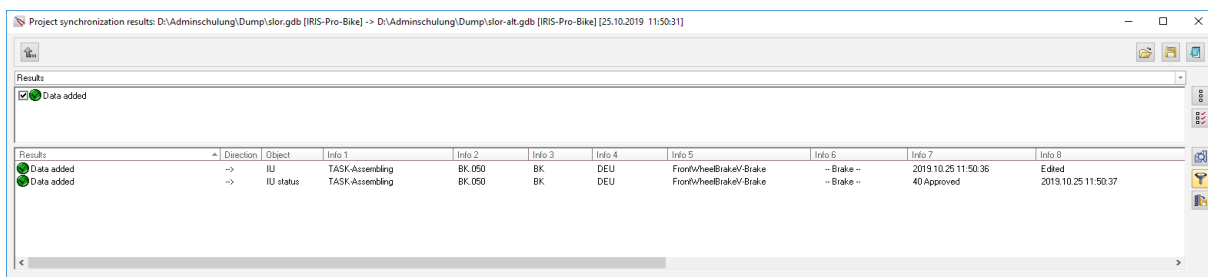 Project synchronization results: D:\Adminschulung\Dump\slor.gdb [IRIS-Pro-Bike] -> D:\Adminschulung\Dump\slor-alt.gdb [IRIS-Pro-Bike] [25.10.2019 11:50:31]
Results
Data added
Results Direction Object Info 1 Info 2 Info 3 Info 4 Info 5 Info 6 Info 7 Info 8
Data added --> IU TASK-Assembling BK.050 BK DEU FrontWheelBrakeV-Brake -- Brake -- 2019.10.25 11:50:36 Edited
Data added --> IU status TASK-Assembling BK.050 BK DEU FrontWheelBrakeV-Brake -- Brake -- 40 Approved 2019.10.25 11:50:37